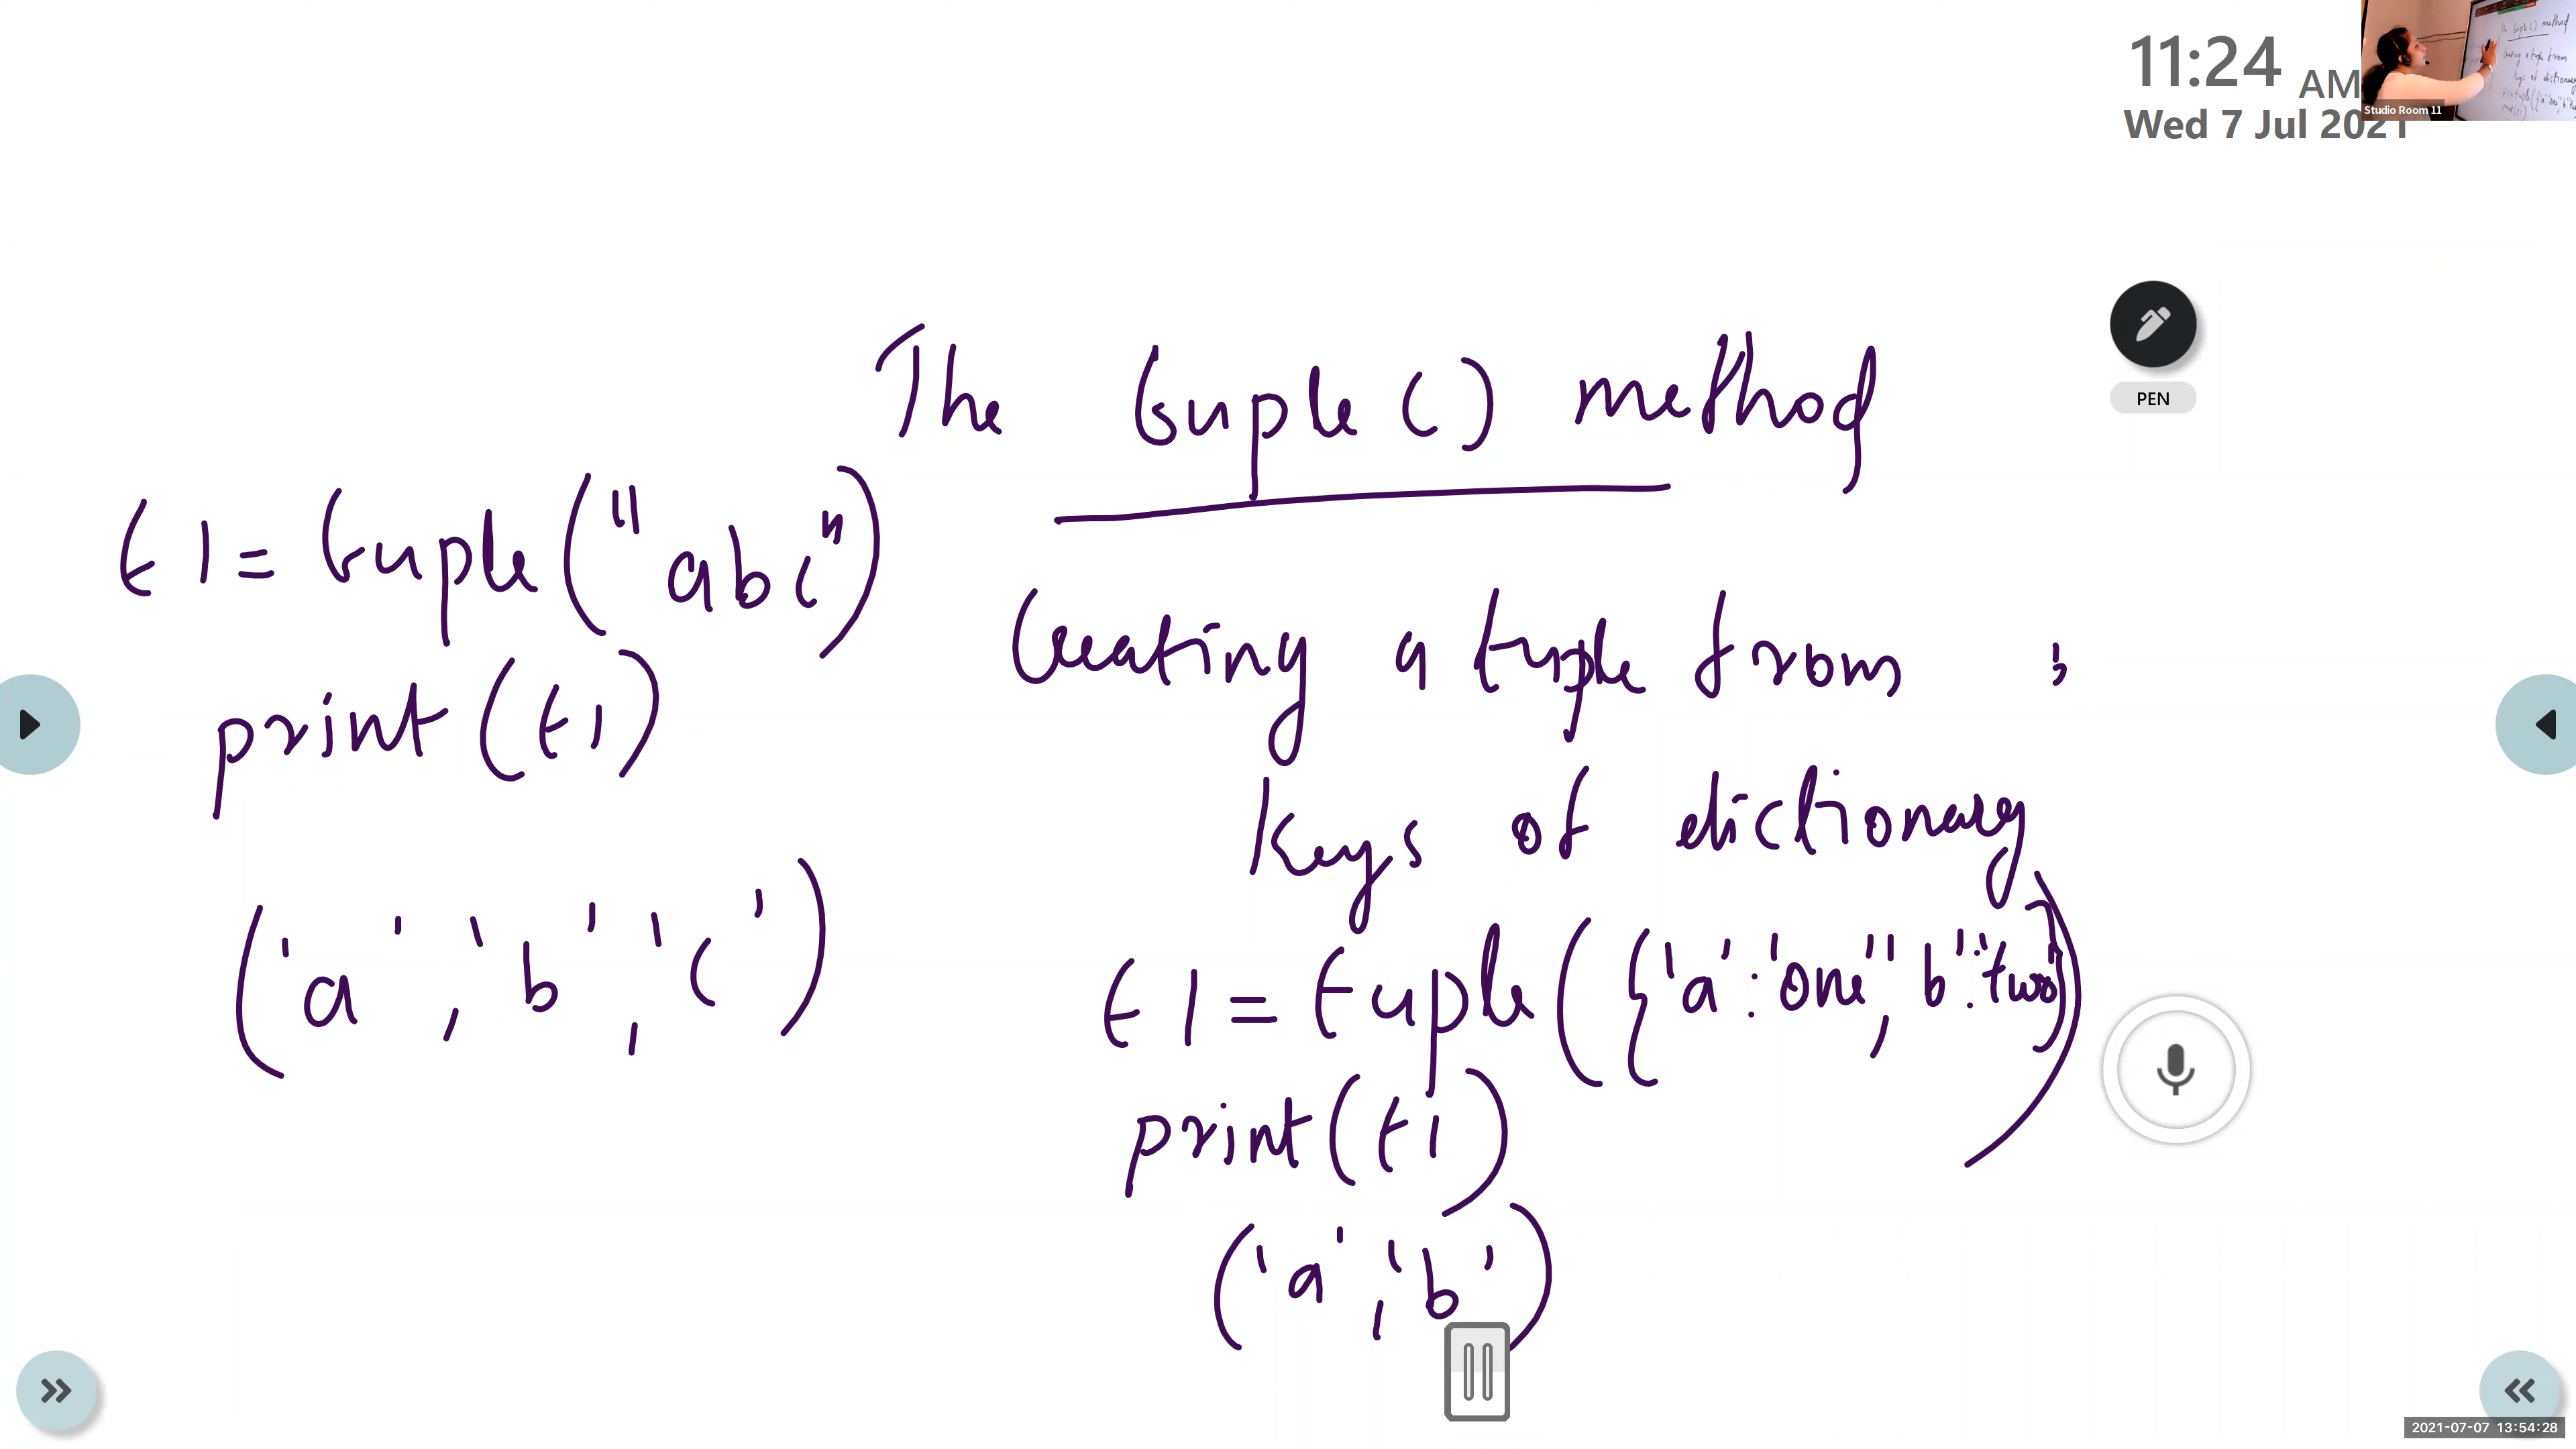 11:24 AM
Wed 7 Jul 2021
Studio Room 11
PEN
The tuple() method
t1 = tuple("abc")
print(t1)
('a', 'b', 'c')
Creating a tuple from
keys of dictionary
t1 = tuple({'a':'one','b':'two'})
print(t1)
('a','b')
2021-07-07 13:54:28